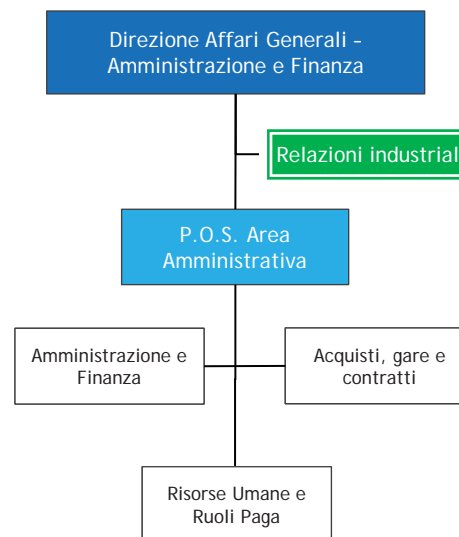 Direzione Affari Generali –
Amministrazione e Finanza
Relazioni industrial
P.O.S. Area
Amministrativa
Amministrazione e
Finanza
Acquisti, gare e
contratti
Risorse Umane e
Ruoli Paga